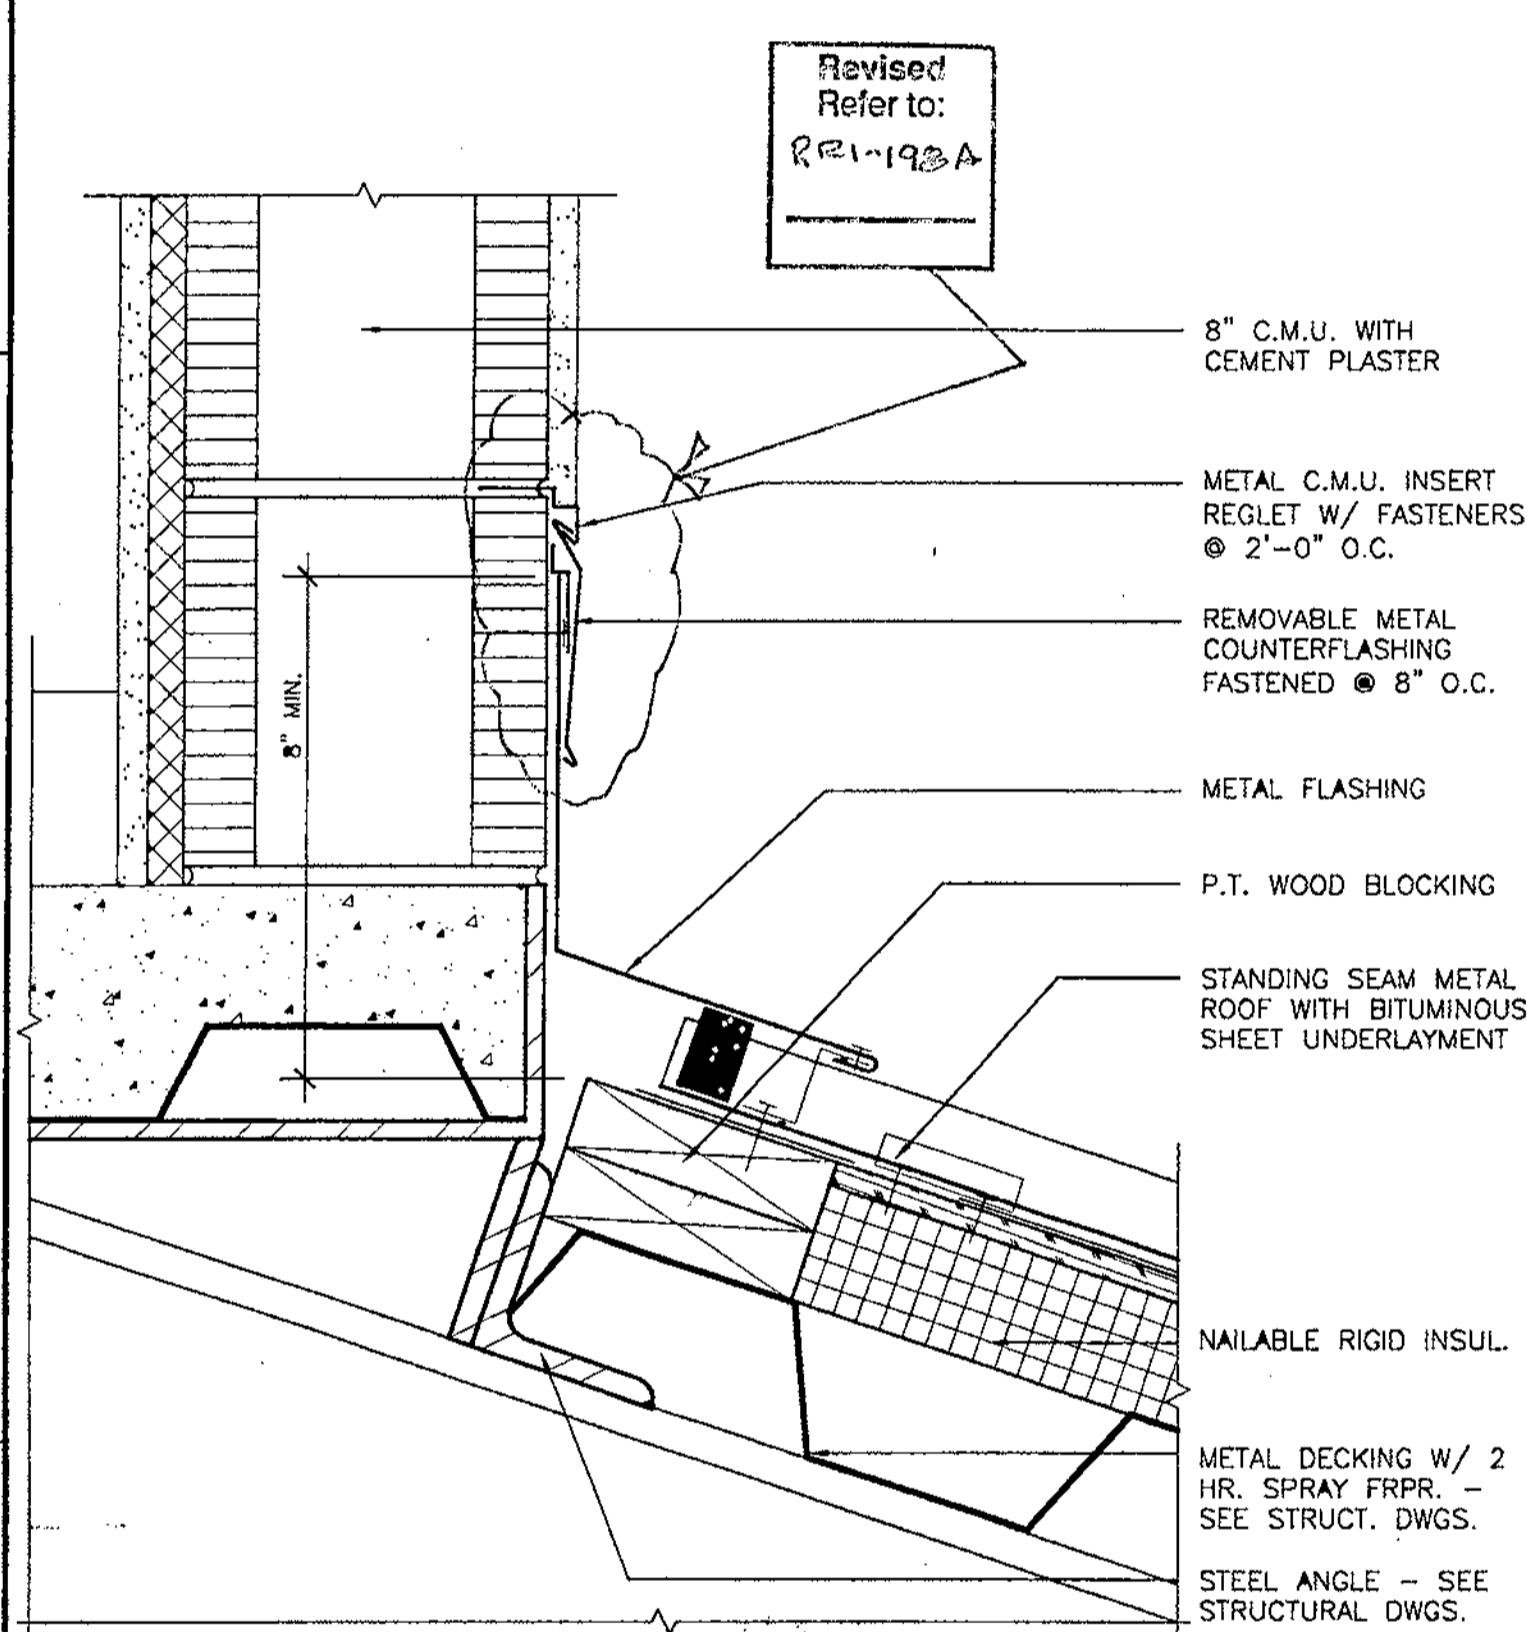 Revised
Refer to:
8" C.M.U. WITH
CEMENT PLASTER
METAL C.M.U. INSERT
REGLET W/ FASTENERS
@ 2'-0" O.C.
REMOVABLE METAL
COUNTERFLASHING
FASTENED @ 8" O.C.
8" MIN.
METAL FLASHING
P.T. WOOD BLOCKING
STANDING SEAM METAL
ROOF WITH BITUMINOUS
SHEET UNDERLAYMENT
NAILABLE RIGID INSUL.
METAL DECKING W/ 2
HR. SPRAY FRPR. –
SEE STRUCT. DWGS.
STEEL ANGLE – SEE
STRUCTURAL DWGS.